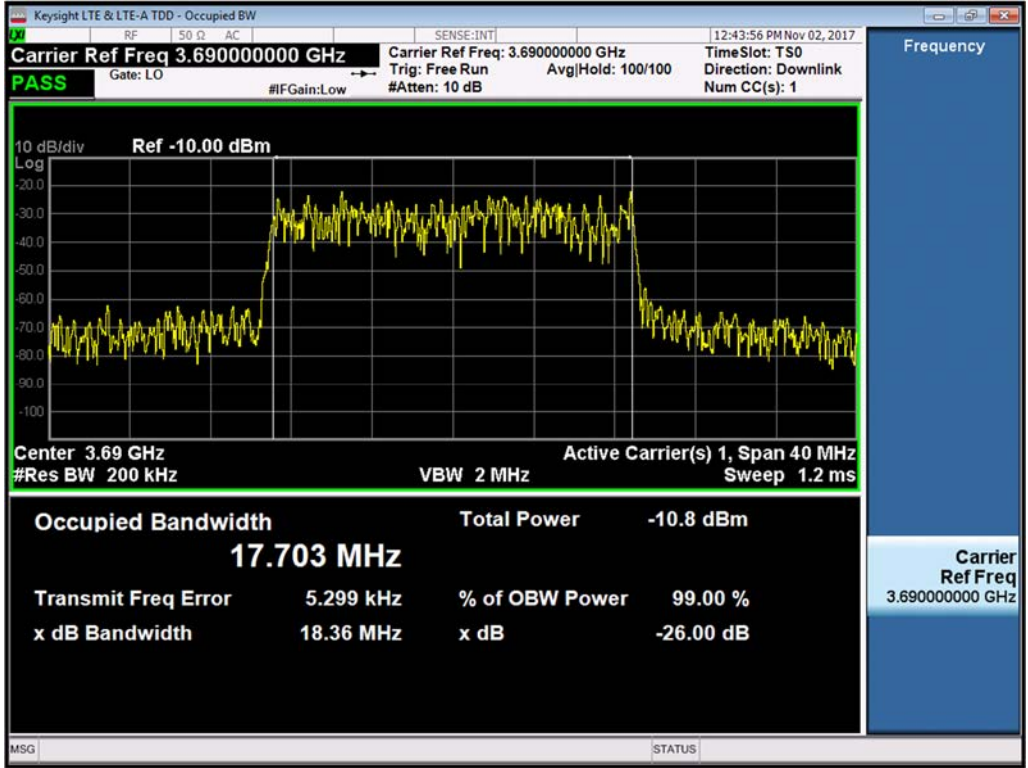 Keysight LTE & LTE-A TDD - Occupied BW
LXI RF 50 Ω AC SENSE:INT 12:43:56 PM Nov 02, 2017
Carrier Ref Freq 3.690000000 GHz
Carrier Ref Freq: 3.690000000 GHz
TimeSlot: TS0
PASS
Gate: LO
#IFGain:Low
Trig: Free Run Avg|Hold: 100/100
Direction: Downlink
#Atten: 10 dB
Num CC(s): 1
Frequency
10 dB/div Ref -10.00 dBm
Log
-20.0
-30.0
-40.0
-50.0
-60.0
-70.0
-80.0
-90.0
-100
Center 3.69 GHz Active Carrier(s) 1, Span 40 MHz
#Res BW 200 kHz VBW 2 MHz Sweep 1.2 ms
Occupied Bandwidth Total Power -10.8 dBm
17.703 MHz
Transmit Freq Error 5.299 kHz % of OBW Power 99.00 %
x dB Bandwidth 18.36 MHz x dB -26.00 dB
Carrier
Ref Freq
3.690000000 GHz
MSG STATUS